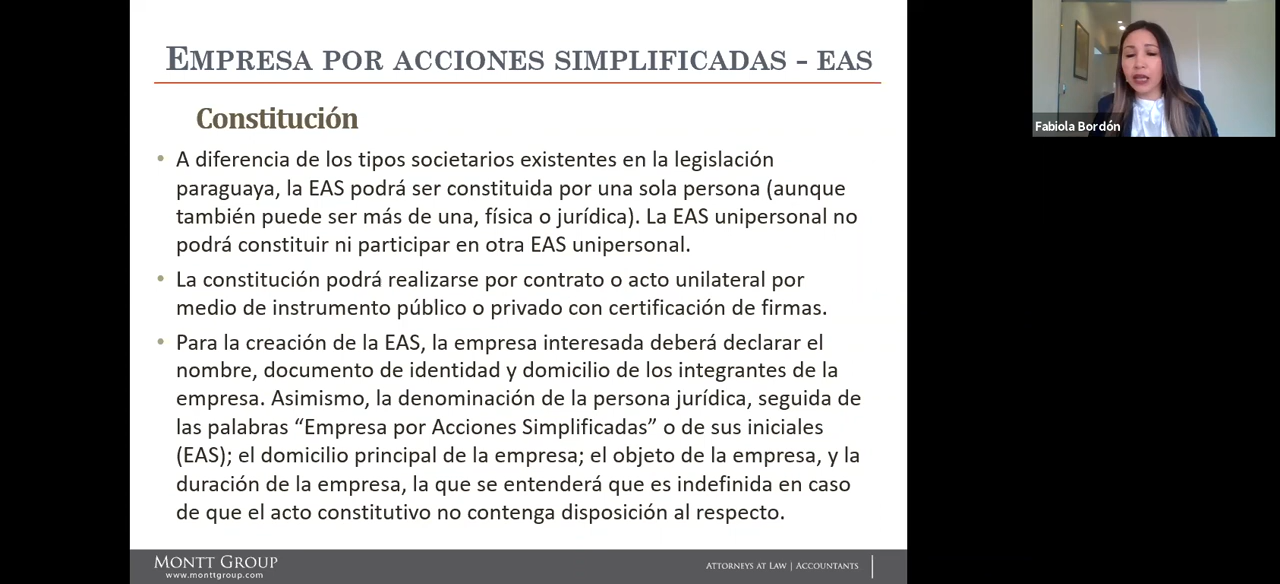 EMPRESA POR ACCIONES SIMPLIFICADAS - EAS
Constitución
• A diferencia de los tipos societarios existentes en la legislación
paraguaya, la EAS podrá ser constituida por una sola persona (aunque
también puede ser más de una, física o jurídica). La EAS unipersonal no
podrá constituir ni participar en otra EAS unipersonal.
• La constitución podrá realizarse por contrato o acto unilateral por
medio de instrumento público o privado con certificación de firmas.
• Para la creación de la EAS, la empresa interesada deberá declarar el
nombre, documento de identidad y domicilio de los integrantes de la
empresa. Asimismo, la denominación de la persona jurídica, seguida de
las palabras “Empresa por Acciones Simplificadas” o de sus iniciales
(EAS); el domicilio principal de la empresa; el objeto de la empresa, y la
duración de la empresa, la que se entenderá que es indefinida en caso
de que el acto constitutivo no contenga disposición al respecto.
MONTT GROUP
www.monttgroup.com
ATTORNEYS AT LAW | ACCOUNTANTS
Fabiola Bordón